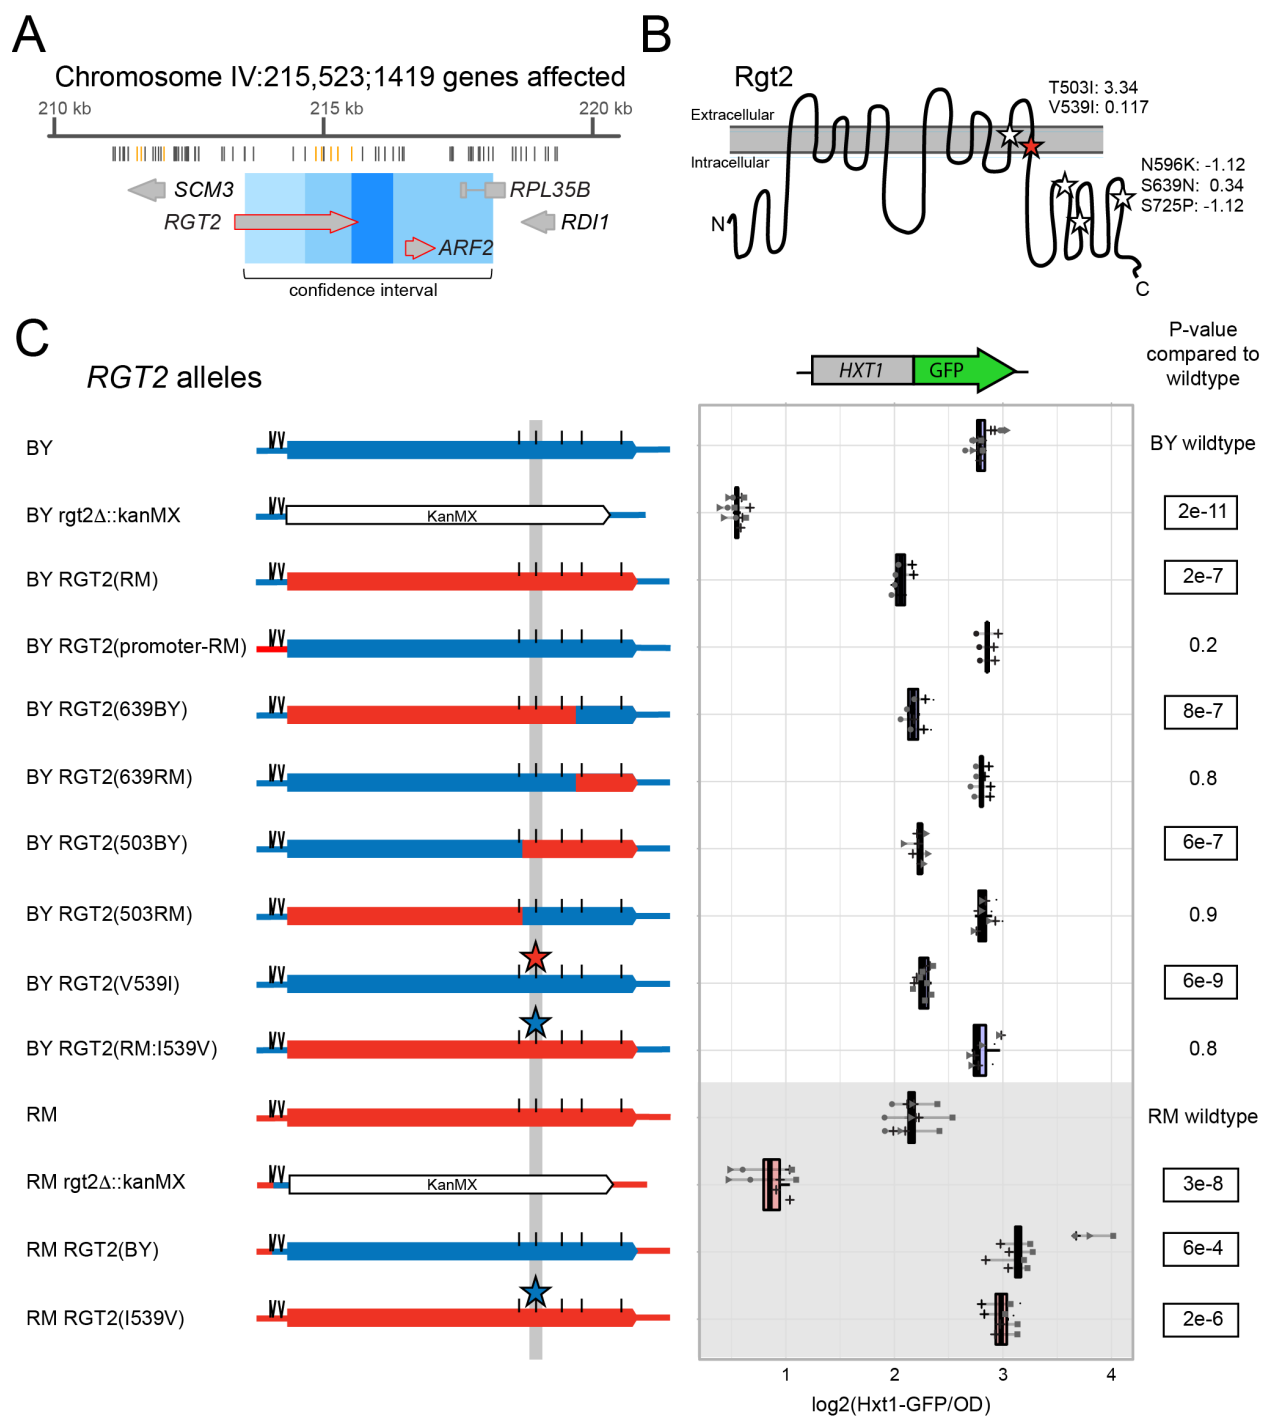 A
Chromosome IV:215,523;1419 genes affected
210 kb
215 kb
220 kb
SCM3
RPL35B
RGT2
RDI1
ARF2
confidence interval
B
Rgt2
T503I: 3.34
V539I: 0.117
Extracellular
Intracellular
N596K: -1.12
S639N: 0.34
S725P: -1.12
N
C
C
RGT2 alleles
HXT1
GFP
P-value
compared to
wildtype
BY
BY wildtype
BY rgt2Δ::kanMX
KanMX
2e-11
BY RGT2(RM)
2e-7
BY RGT2(promoter-RM)
0.2
BY RGT2(639BY)
8e-7
BY RGT2(639RM)
0.8
BY RGT2(503BY)
6e-7
BY RGT2(503RM)
0.9
BY RGT2(V539I)
6e-9
BY RGT2(RM:I539V)
0.8
RM
RM wildtype
RM rgt2Δ::kanMX
KanMX
3e-8
RM RGT2(BY)
6e-4
RM RGT2(I539V)
2e-6
1
2
3
4
log2(Hxt1-GFP/OD)